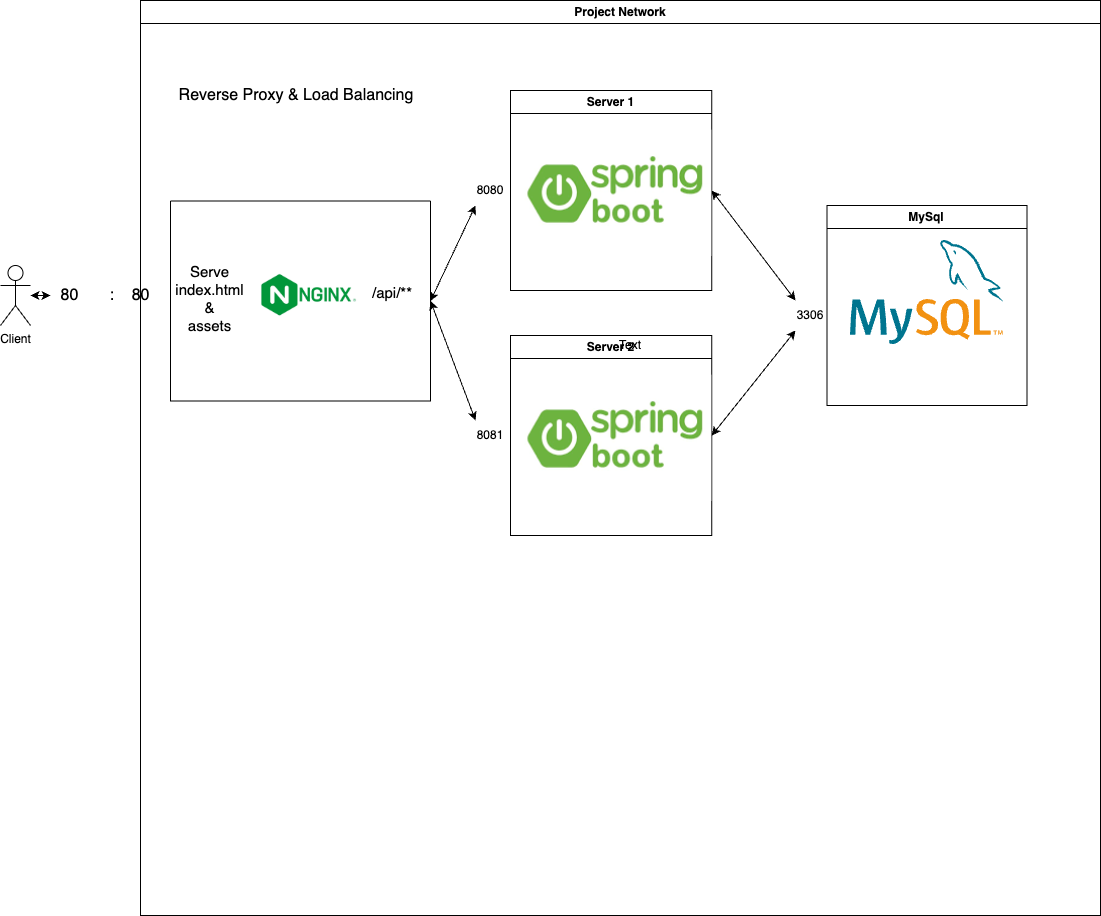 Project Network
Reverse Proxy & Load Balancing
Server 1
spring
boot
8080
MySql
MySQL™
3306
Serve
index.html
&
assets
NGINX.
/api/**
80 : 80
Client
Server 2
Text
spring
boot
8081